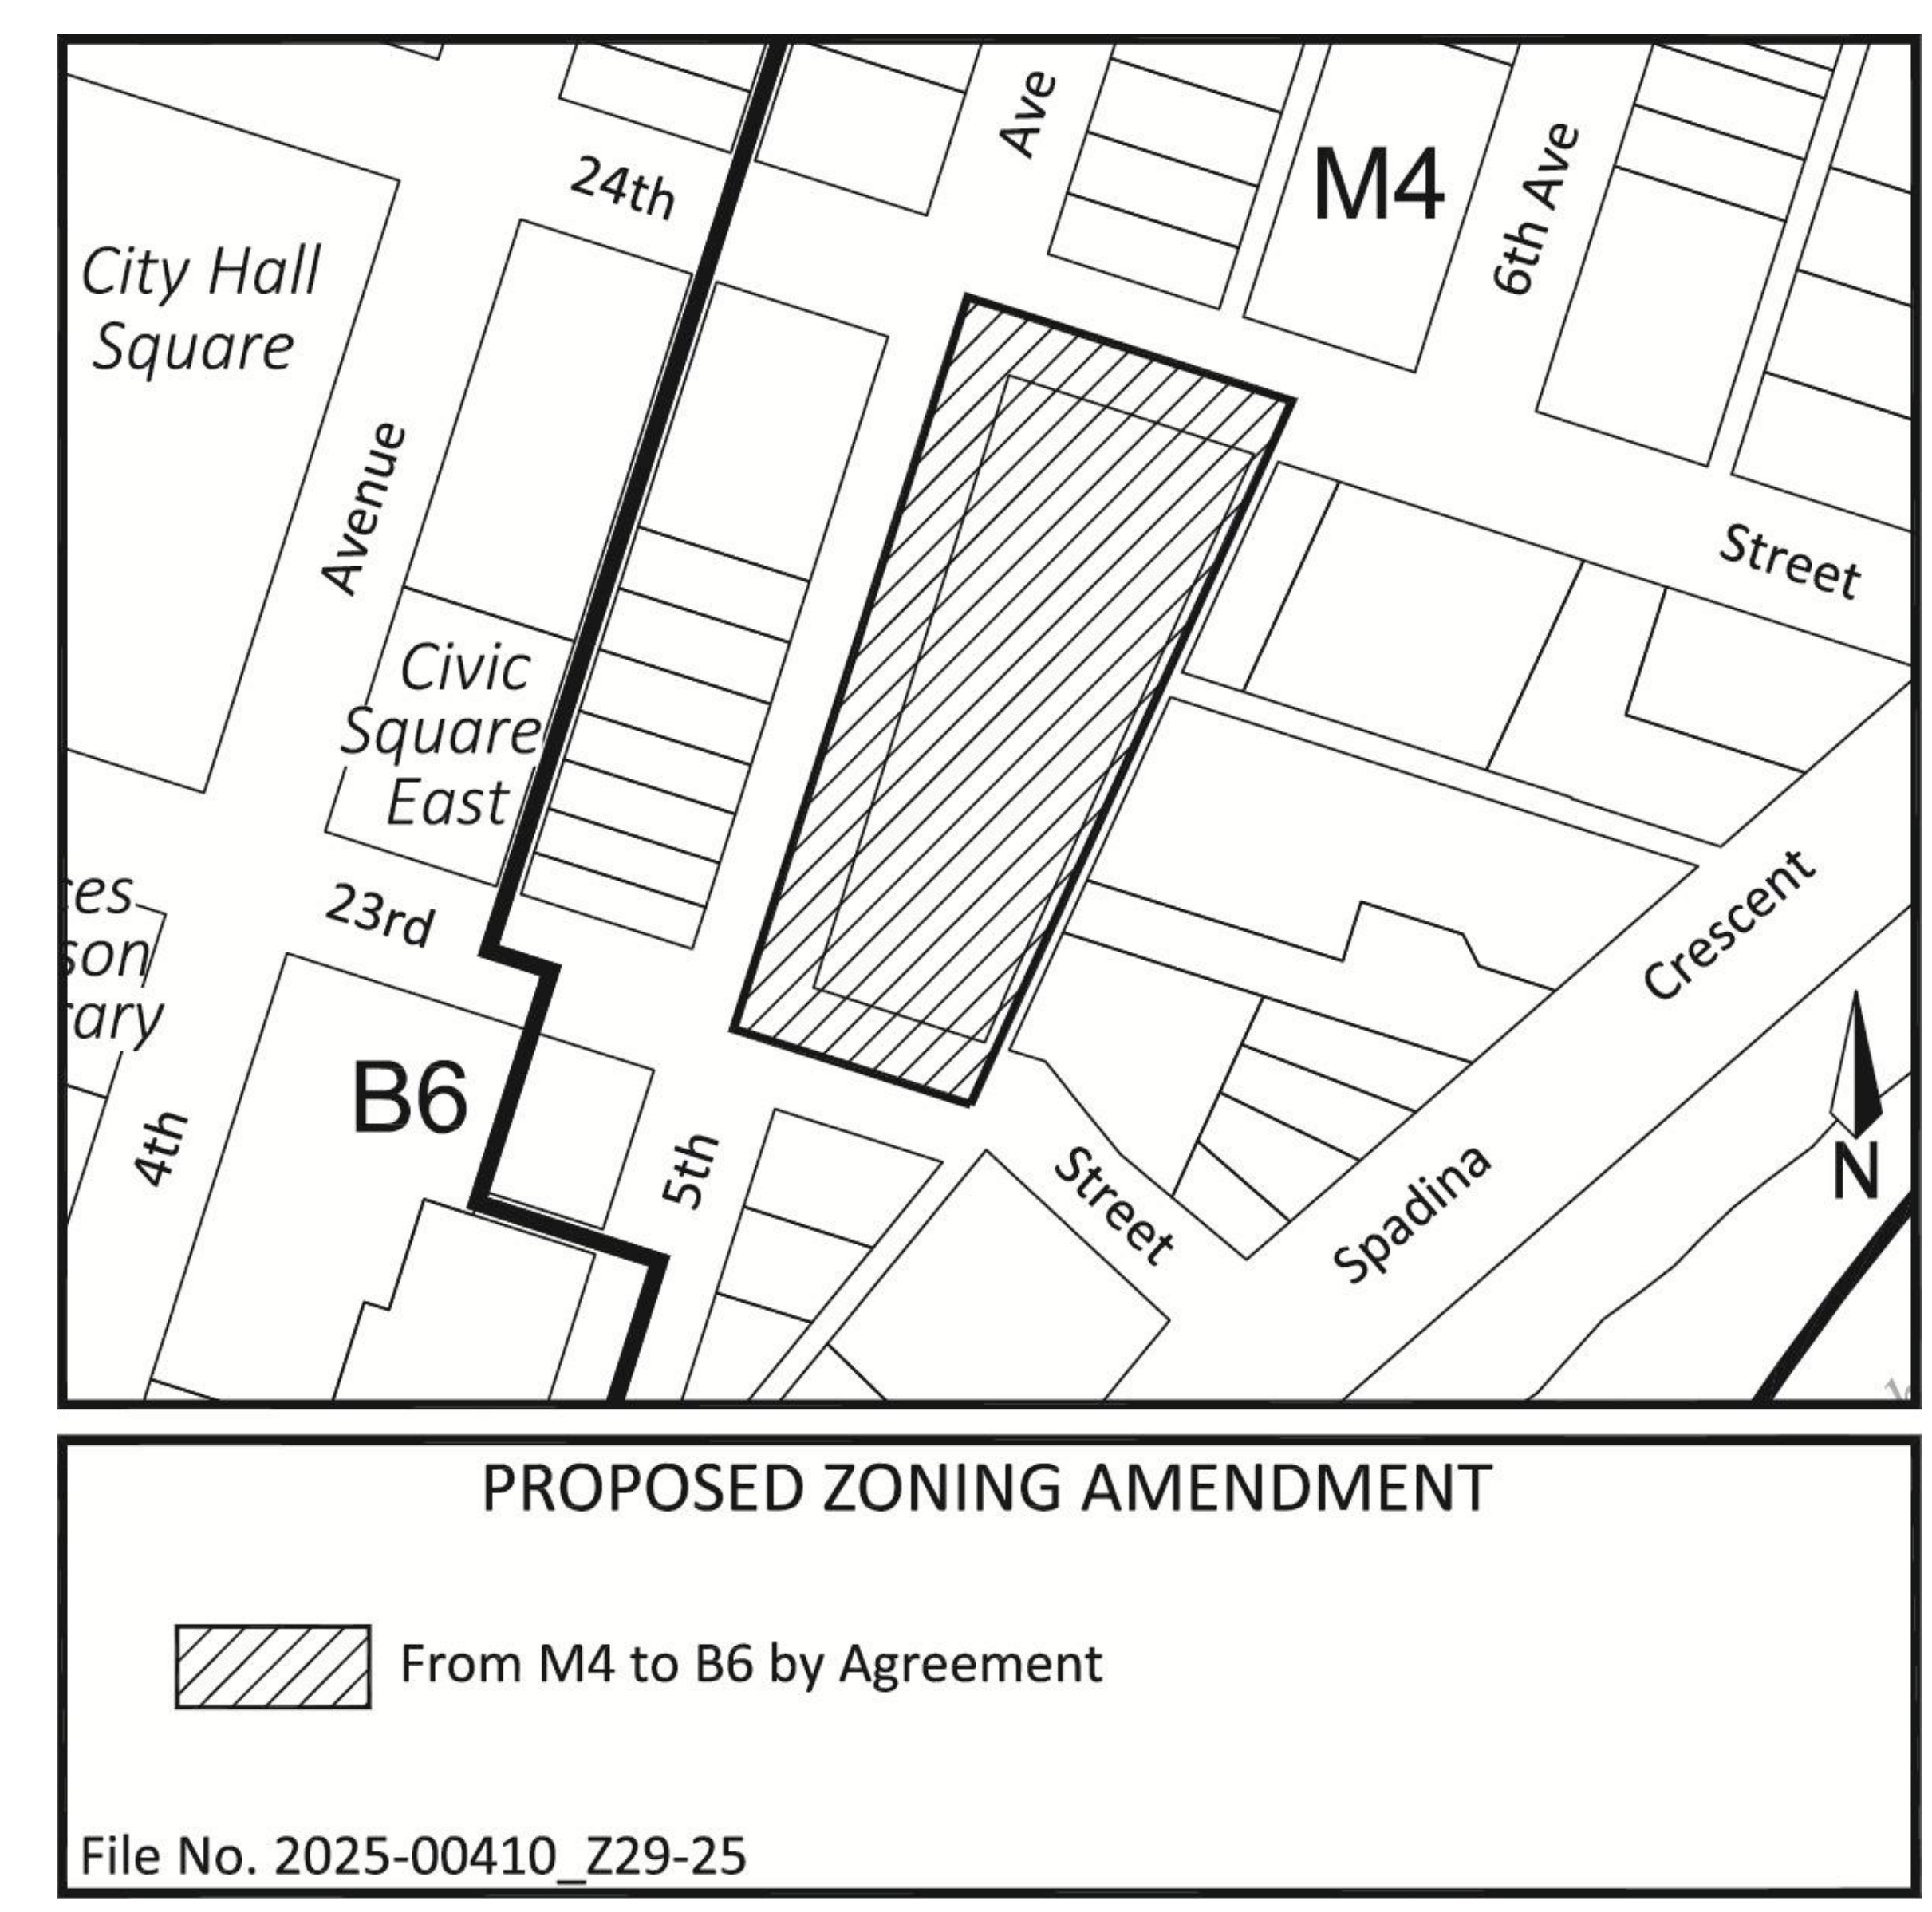 Ave
M4
6th Ave
24th
City Hall
Square
Avenue
Street
Civic
Square
East
23rd
Crescent
B6
4th
5th
Street
Spadina
N
PROPOSED ZONING AMENDMENT
From M4 to B6 by Agreement
File No. 2025-00410_Z29-25